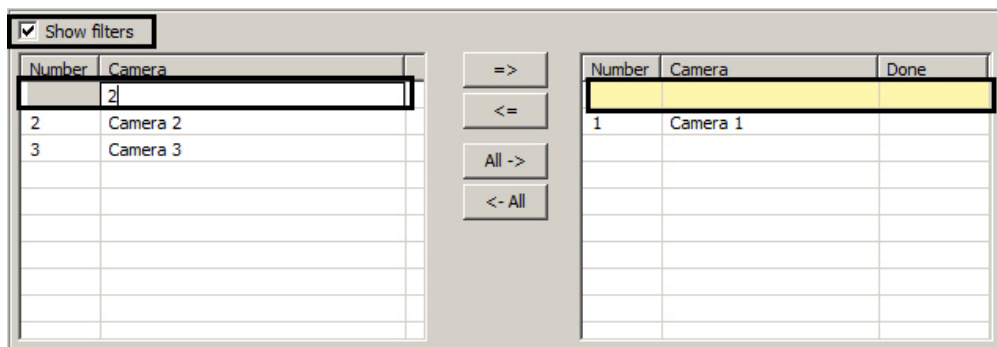 Show filters
Number Camera
2
2 Camera 2
3 Camera 3
=>
<=
All ->
<- All
Number Camera Done
1 Camera 1